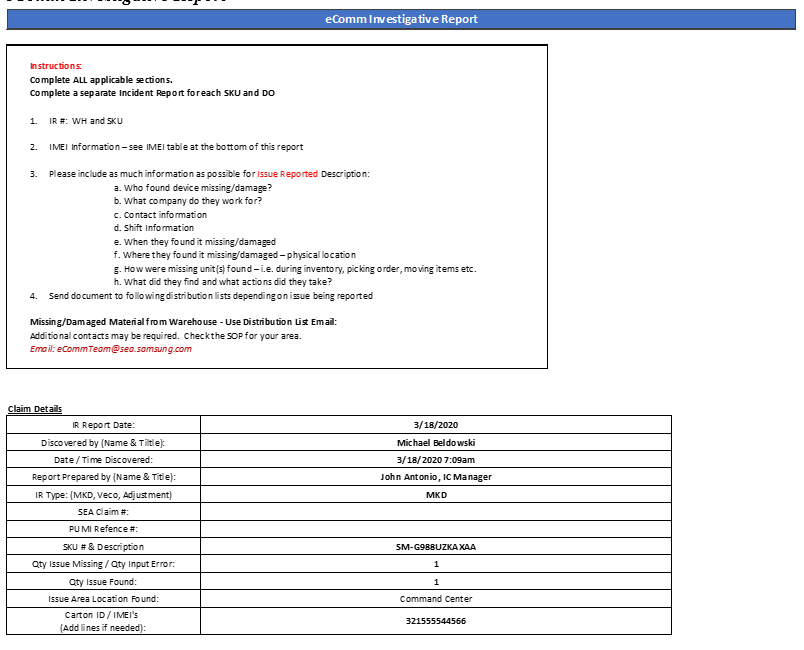 eComm Investigative Report
Instructions:
Complete ALL applicable sections.
Complete a separate Incident Report for each SKU and DO
1. IR #: WH and SKU
2. IMEI Information – see IMEI table at the bottom of this report
3. Please include as much information as possible for Issue Reported Description:
a. Who found device missing/damage?
b. What company do they work for?
c. Contact information
d. Shift Information
e. When they found it missing/damaged
f. Where they found it missing/damaged – physical location
g. How were missing unit(s) found – i.e. during inventory, picking order, moving items etc.
h. What did they find and what actions did they take?
4. Send document to following distribution lists depending on issue being reported
Missing/Damaged Material from Warehouse - Use Distribution List Email:
Additional contacts may be required. Check the SOP for your area.
Email: eCommTeam@sea.samsung.com
Claim Details
IR Report Date: 3/18/2020
Discovered by (Name & Tiltle): Michael Beldowski
Date / Time Discovered: 3/18/2020 7:09am
Report Prepared by (Name & Title): John Antonio, IC Manager
IR Type: (MKD, Veco, Adjustment) MKD
SEA Claim #:
PUMI Refence #:
SKU # & Description SM-G988UZKAXAA
Qty Issue Missing / Qty Input Error: 1
Qty Issue Found: 1
Issue Area Location Found: Command Center
Carton ID / IMEI's
(Add lines if needed): 321555544566